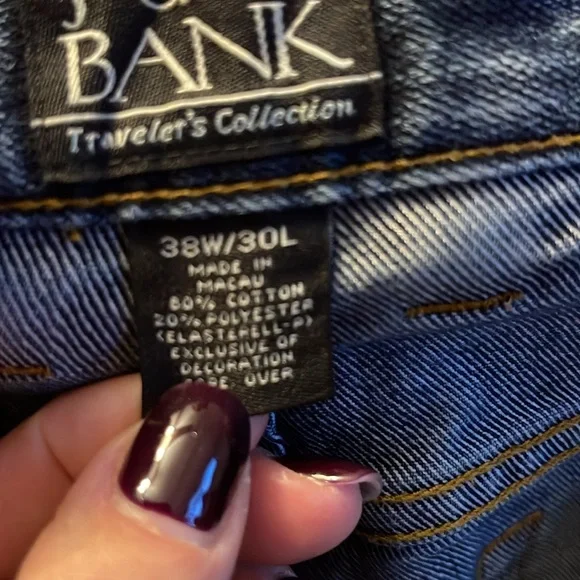 BANK
Traveler's Collection
38W/30L
MADE IN
MACAU
80% COTTON
20% POLYESTER
(ELASTERELL-P)
EXCLUSIVE OF
DECORATION
OVER